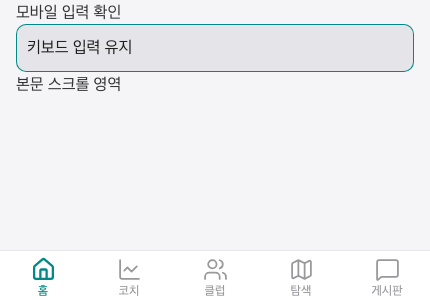 모바일 입력 확인
키보드 입력 유지
본문 스크롤 영역
홈 코치 클럽 탐색 게시판